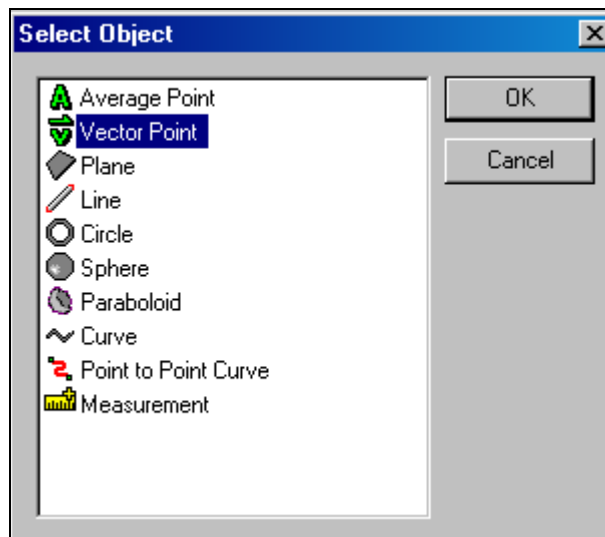 Select Object
Average Point
OK
Vector Point
Cancel
Plane
Line
Circle
Sphere
Paraboloid
Curve
Point to Point Curve
Measurement